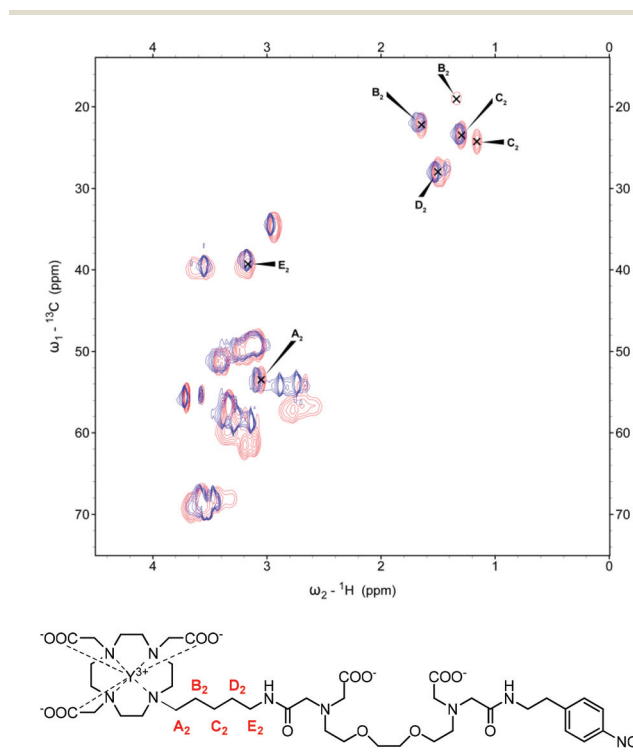 4 3 2 1 0
B₂
B₂ C₂
20
C₂
30
D₂
40
E₂
50
A₂
60
70
20
30
40
50
60
70
4 3 2 1 0
ω₁ - ¹³C (ppm)
ω₂ - ¹H (ppm)
⁻OOC COO⁻
N N
Y³⁺
N N
⁻OOC
B₂ D₂
A₂ C₂ E₂
H
N
O
COO⁻
N
O
O
COO⁻
N
O
H
N